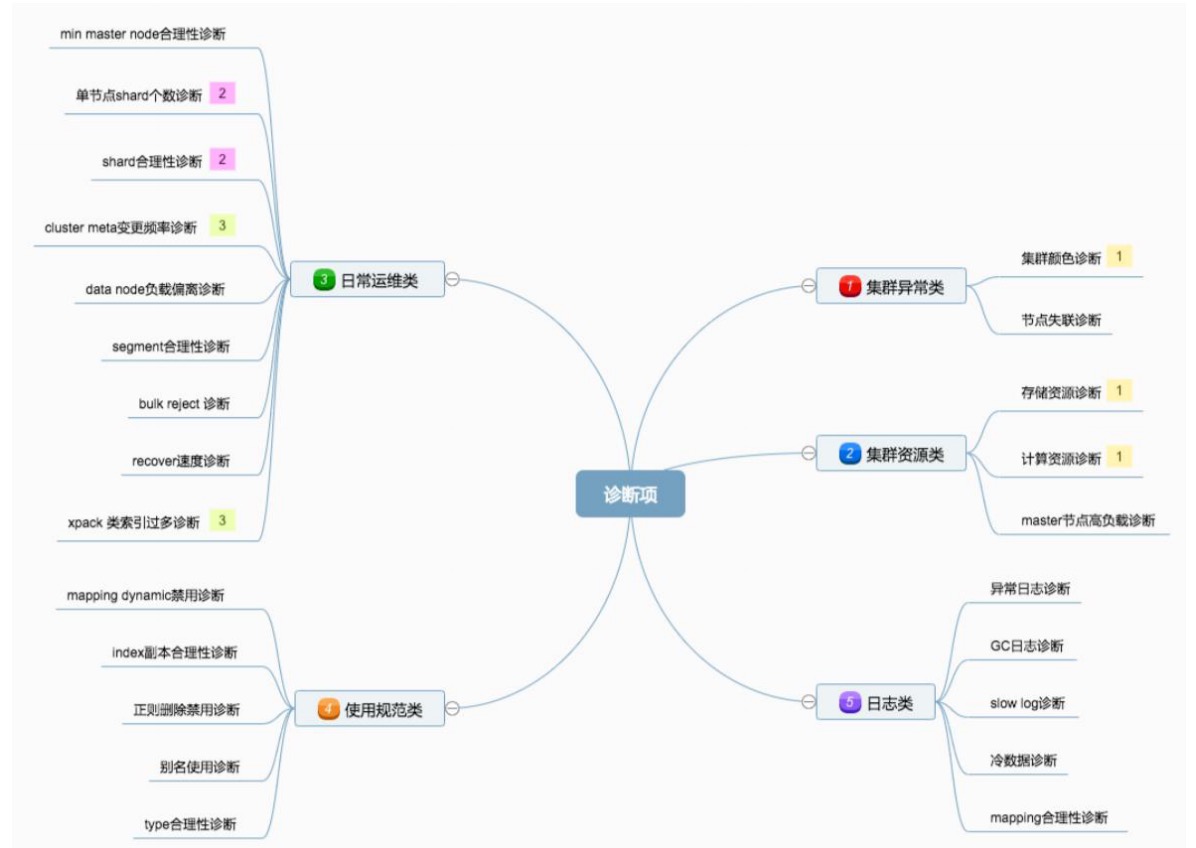 诊断项
1 集群异常类
集群颜色诊断 1
节点失联诊断
2 集群资源类
存储资源诊断 1
计算资源诊断 1
master节点高负载诊断
3 日常运维类
min master node合理性诊断
单节点shard个数诊断 2
shard合理性诊断 2
cluster meta变更频率诊断 3
data node负载偏离诊断
segment合理性诊断
bulk reject 诊断
recover速度诊断
xpack 类索引过多诊断 3
4 使用规范类
mapping dynamic禁用诊断
index副本合理性诊断
正则删除禁用诊断
别名使用诊断
type合理性诊断
5 日志类
异常日志诊断
GC日志诊断
slow log诊断
冷数据诊断
mapping合理性诊断